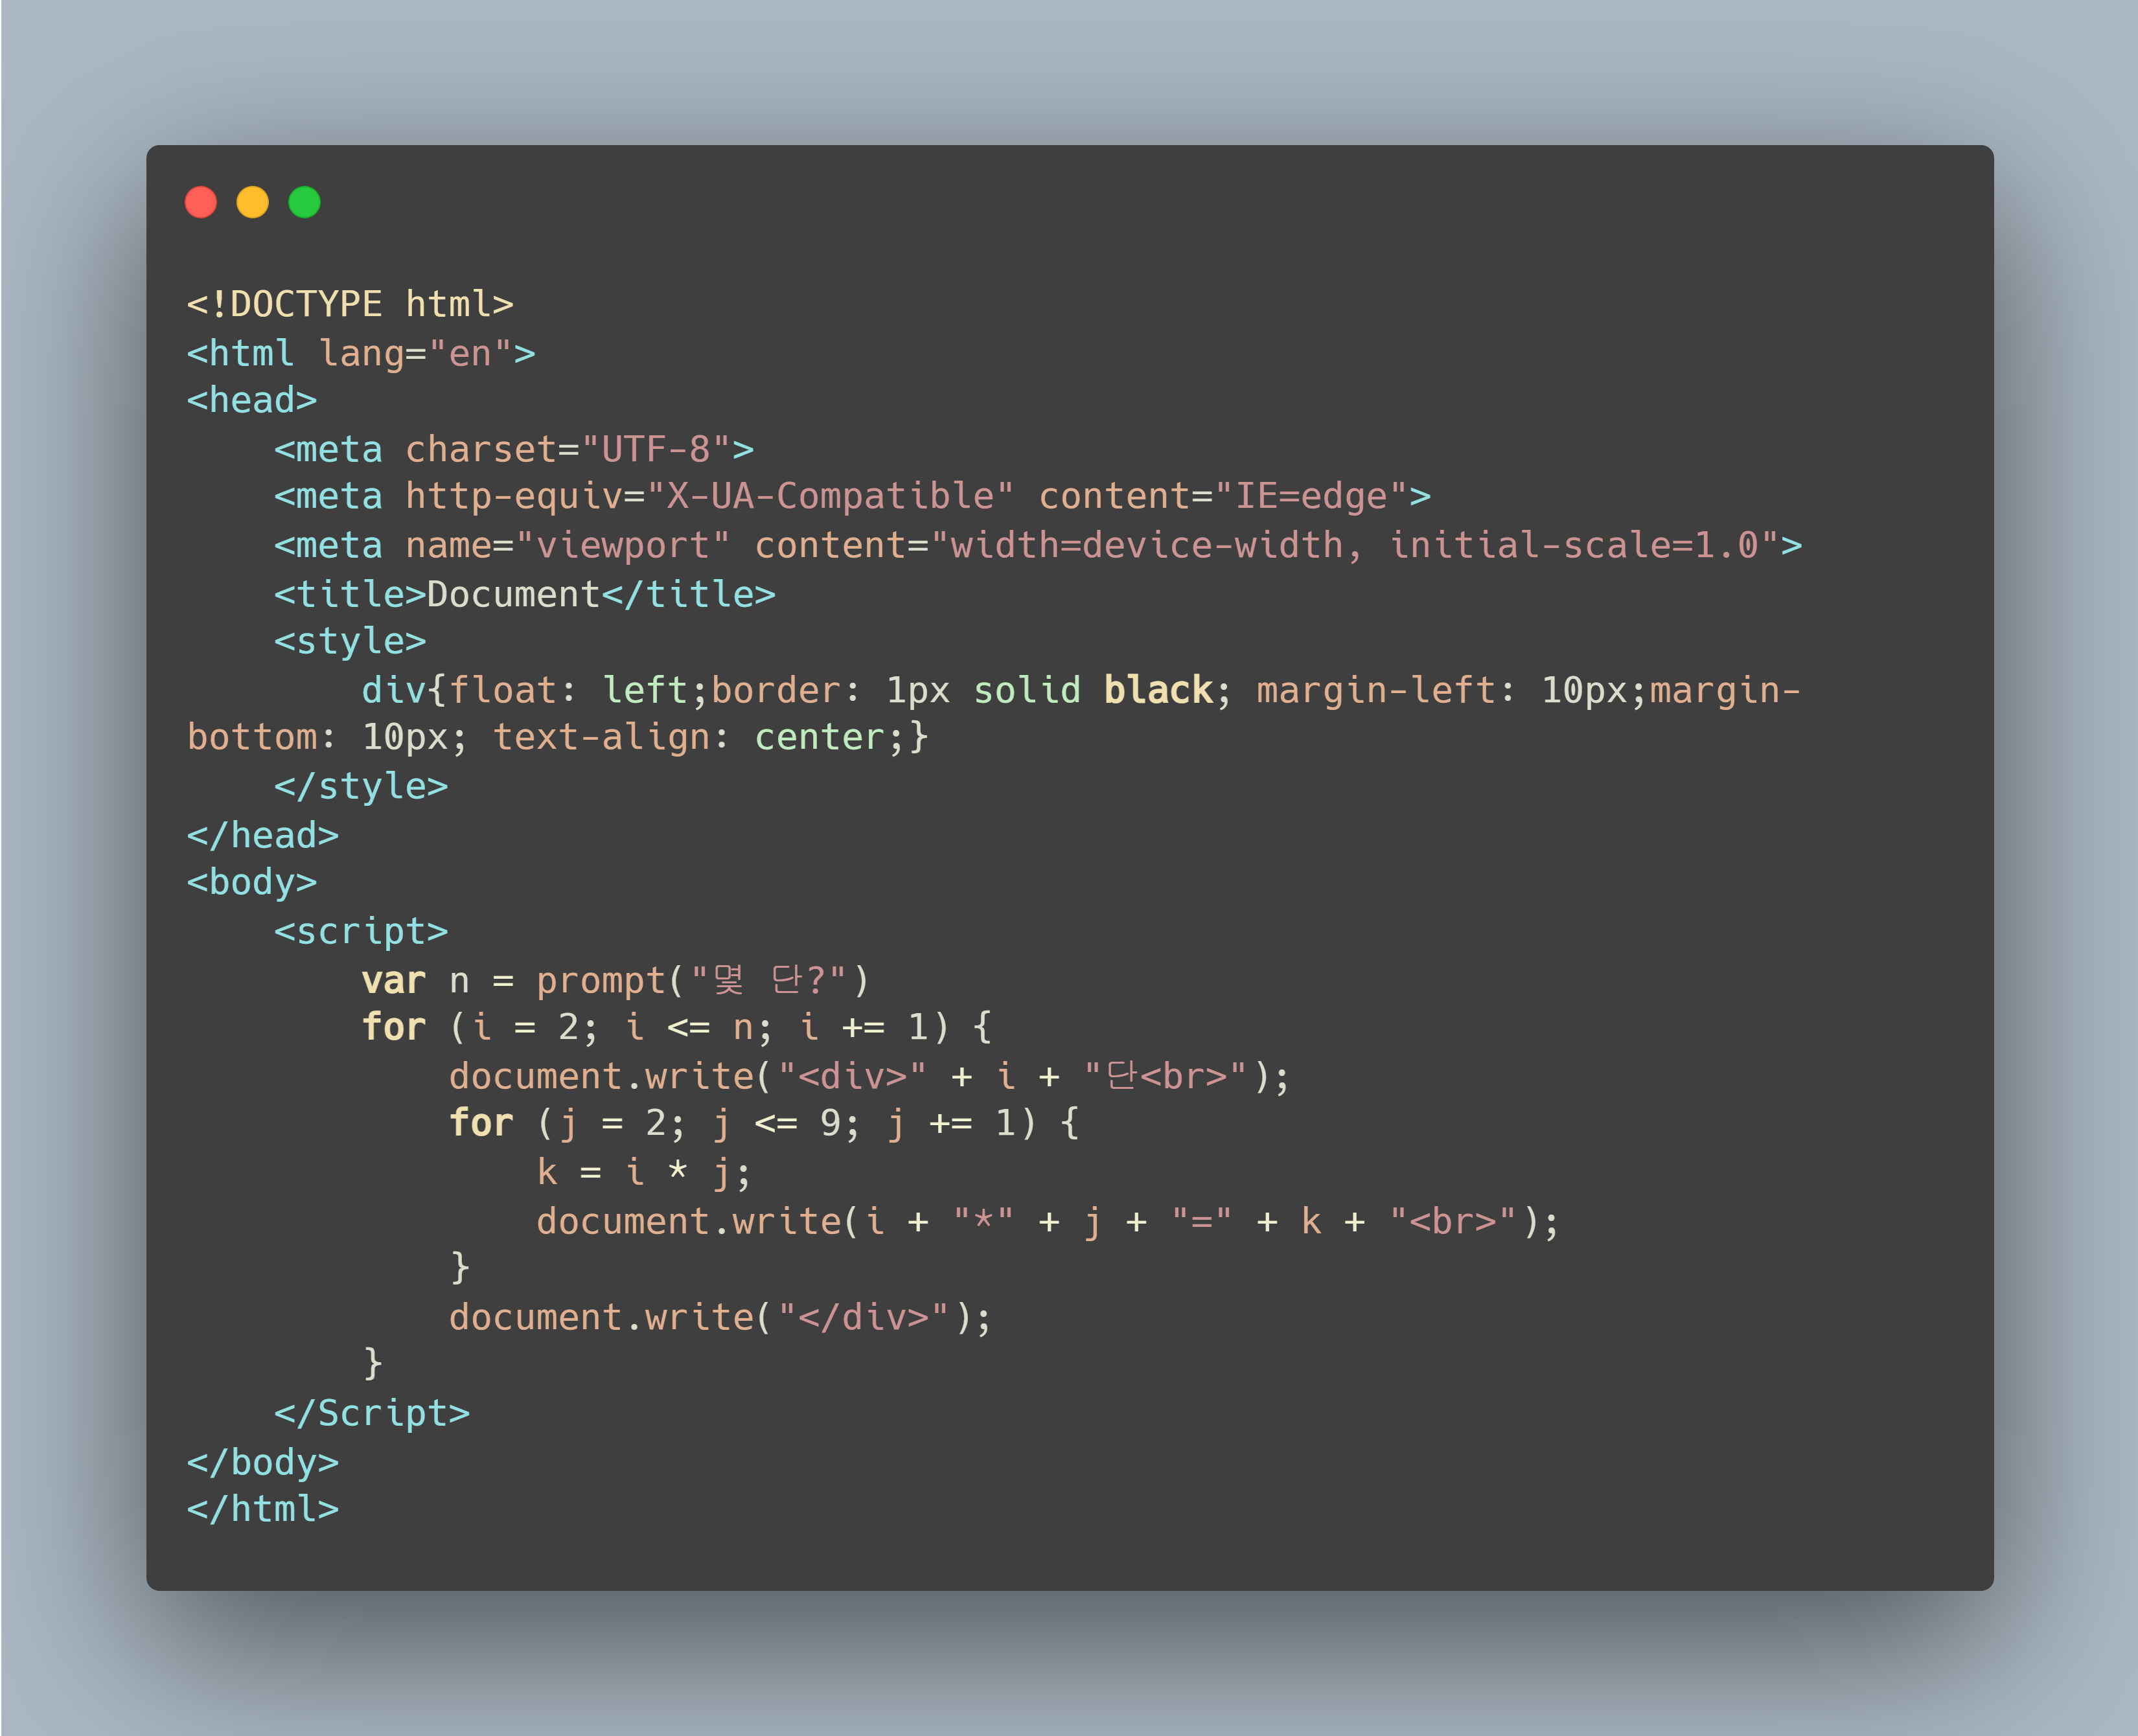 <!DOCTYPE html>
<html lang="en">
<head>
    <meta charset="UTF-8">
    <meta http-equiv="X-UA-Compatible" content="IE=edge">
    <meta name="viewport" content="width=device-width, initial-scale=1.0">
    <title>Document</title>
    <style>
        div{float: left;border: 1px solid black; margin-left: 10px;margin-
bottom: 10px; text-align: center;}
    </style>
</head>
<body>
    <script>
        var n = prompt("몇 단?")
        for (i = 2; i <= n; i += 1) {
            document.write("<div>" + i + "단<br>");
            for (j = 2; j <= 9; j += 1) {
                k = i * j;
                document.write(i + "*" + j + "=" + k + "<br>");
            }
            document.write("</div>");
        }
    </Script>
</body>
</html>